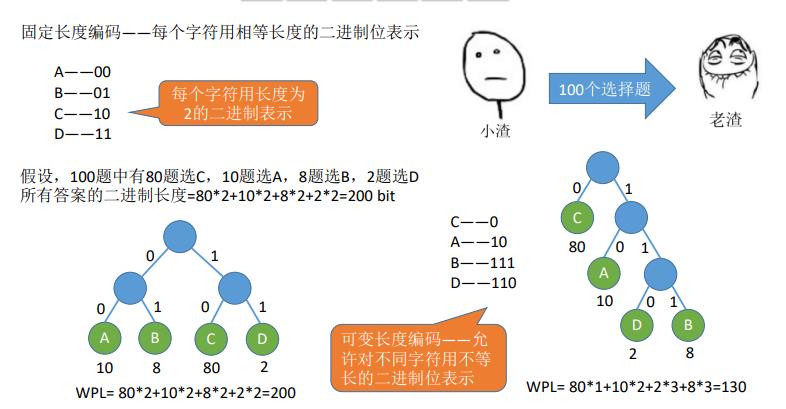 固定长度编码——每个字符用相等长度的二进制位表示
A——00
B——01
C——10
D——11
每个字符用长度为
2的二进制表示
小渣
100个选择题
老渣
假设，100题中有80题选C，10题选A，8题选B，2题选D
所有答案的二进制长度=80*2+10*2+8*2+2*2=200 bit
0 1
0 1 0 1
A B C D
10 8 80 2
WPL= 80*2+10*2+8*2+2*2=200
C——0
A——10
B——111
D——110
可变长度编码——允
许对不同字符用不等
长的二进制位表示
0 1
C
80 0 1
A
10 0 1
D B
2 8
WPL= 80*1+10*2+2*3+8*3=130